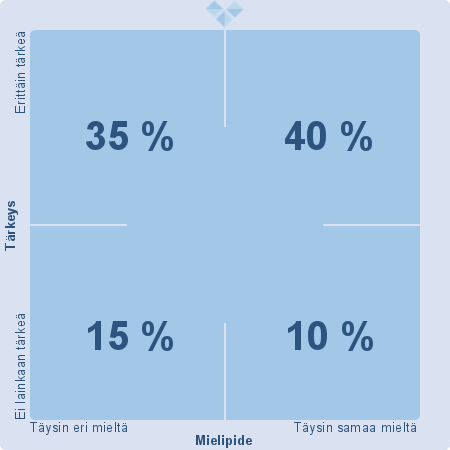 Erittäin tärkeä
35 %
40 %
Tärkeys
15 %
10 %
Ei lainkaan tärkeä
Täysin eri mieltä
Täysin samaa mieltä
Mielipide